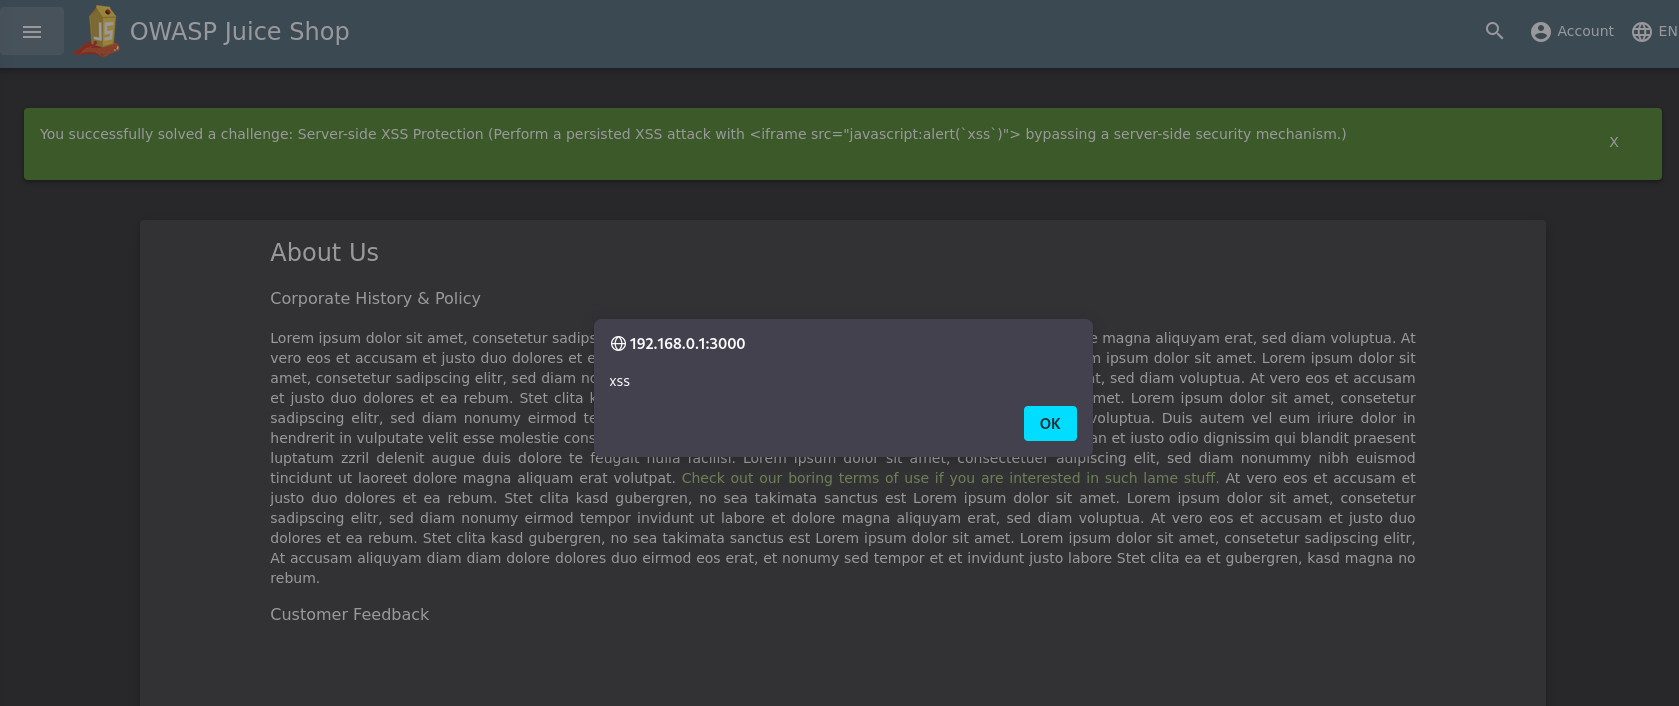 OWASP Juice Shop
Account
EN
You successfully solved a challenge: Server-side XSS Protection (Perform a persisted XSS attack with <iframe src="javascript:alert(`xss`)"> bypassing a server-side security mechanism.)
X
About Us
Corporate History & Policy
Lorem ipsum dolor sit amet, consetetur magna aliquyam erat, sed diam voluptua. At
vero eos et accusam et justo duo dolores et ipsum dolor sit amet. Lorem ipsum dolor sit
amet, consetetur sadipscing elitr, sed diam sed diam voluptua. At vero eos et accusam
et justo duo dolores et ea rebum. Stet clita Lorem ipsum dolor sit amet, consetetur
sadipscing elitr, sed diam nonumy eirmod voluptua. Duis autem vel eum iriure dolor in
hendrerit in vulputate velit esse molestie et iusto odio dignissim qui blandit praesent
luptatum zzril delenit augue duis dolore te feugait nulla facilisi. Lorem ipsum dolor sit amet, consectetuer adipiscing elit, sed diam nonummy nibh euismod
tincidunt ut laoreet dolore magna aliquam erat volutpat. Check out our boring terms of use if you are interested in such lame stuff. At vero eos et accusam et
justo duo dolores et ea rebum. Stet clita kasd gubergren, no sea takimata sanctus est Lorem ipsum dolor sit amet. Lorem ipsum dolor sit amet, consetetur
sadipscing elitr, sed diam nonumy eirmod tempor invidunt ut labore et dolore magna aliquyam erat, sed diam voluptua. At vero eos et accusam et justo duo
dolores et ea rebum. Stet clita kasd gubergren, no sea takimata sanctus est Lorem ipsum dolor sit amet. Lorem ipsum dolor sit amet, consetetur sadipscing elitr,
At accusam aliquyam diam diam dolore dolores duo eirmod eos erat, et nonumy sed tempor et et invidunt justo labore Stet clita ea et gubergren, kasd magna no
rebum.
Customer Feedback
192.168.0.1:3000
xss
OK